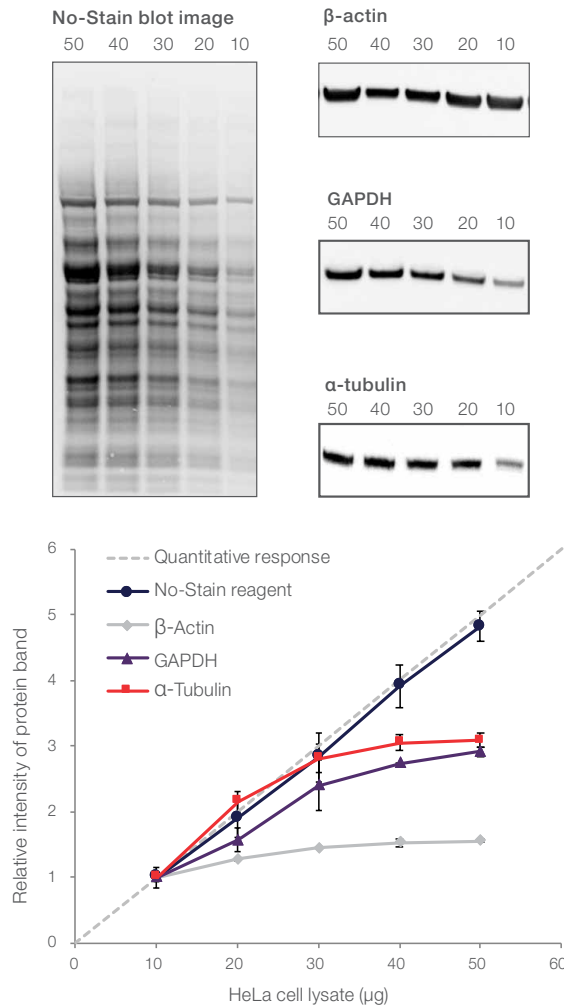 No-Stain blot image
50 40 30 20 10
β-actin
50 40 30 20 10
GAPDH
50 40 30 20 10
α-tubulin
50 40 30 20 10
Quantitative response
No-Stain reagent
β-Actin
GAPDH
α-Tubulin
Relative intensity of protein band
6
5
4
3
2
1
0
0 10 20 30 40 50 60
HeLa cell lysate (µg)